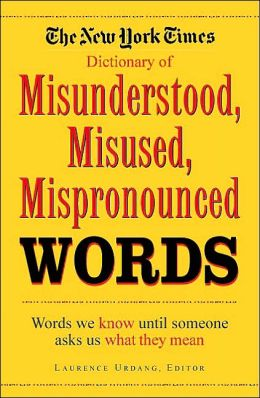 The New York Times
Dictionary of
Misunderstood,
Misused,
Mispronounced
WORDS
Words we know until someone
asks us what they mean
LAURENCE URDANG, EDITOR